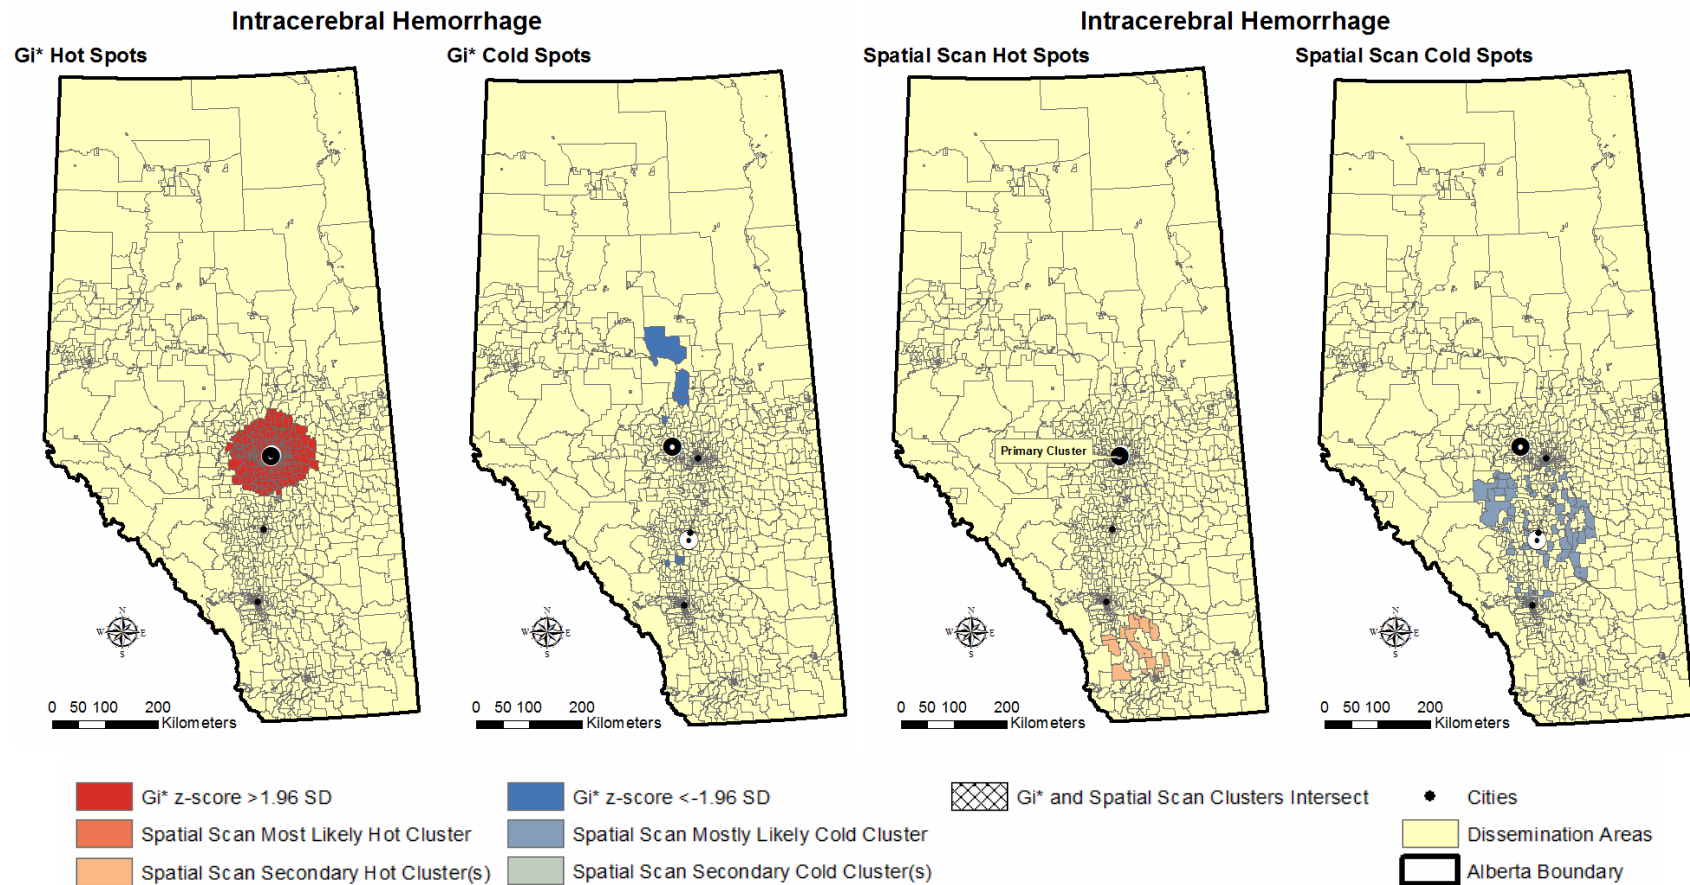 Intracerebral Hemorrhage
Intracerebral Hemorrhage
Gi* Hot Spots
Gi* Cold Spots
Spatial Scan Hot Spots
Spatial Scan Cold Spots
Primary Cluster
N
W E
S
N
W E
S
N
W E
S
N
W E
S
0 50 100 200
Kilometers
0 50 100 200
Kilometers
0 50 100 200
Kilometers
0 50 100 200
Kilometers
Gi* z-score >1.96 SD
Gi* z-score <-1.96 SD
Gi* and Spatial Scan Clusters Intersect
Cities
Spatial Scan Most Likely Hot Cluster
Spatial Scan Mostly Likely Cold Cluster
Dissemination Areas
Spatial Scan Secondary Hot Cluster(s)
Spatial Scan Secondary Cold Cluster(s)
Alberta Boundary